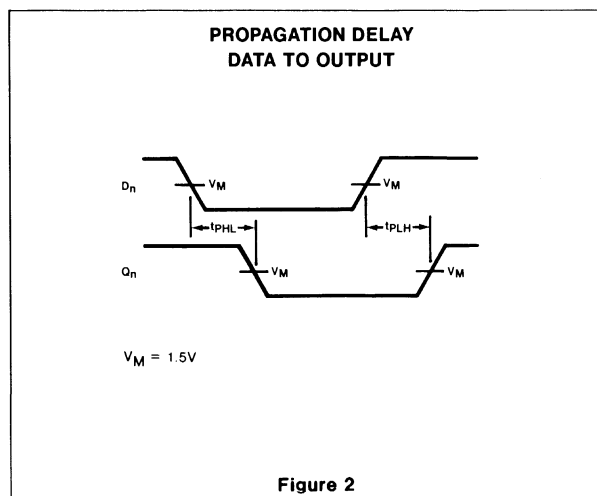 PROPAGATION DELAY
DATA TO OUTPUT
Dn
VM
VM
tPHL
tPLH
Qn
VM
VM
VM = 1.5V
Figure 2